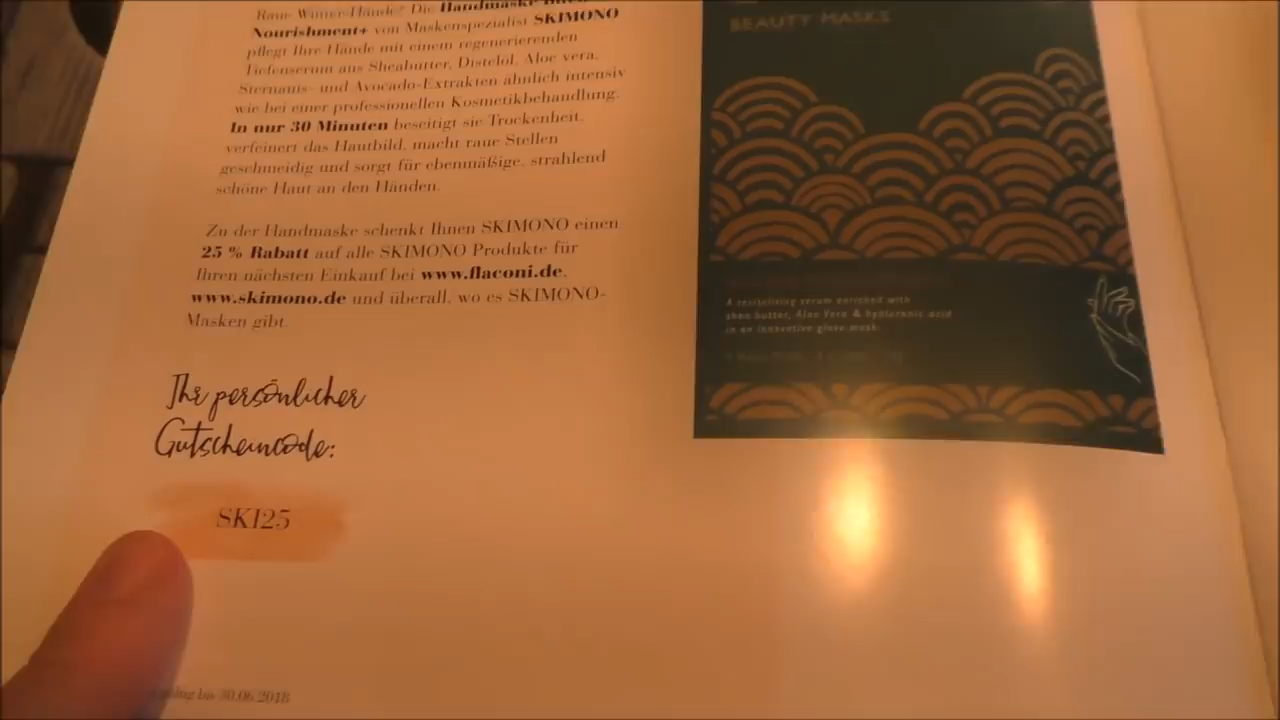 Raue Winter-Hände? Die Handmaske
Nourishment+ von Maskenspezialist SKIMONO
pflegt Ihre Hände mit einem regenerierenden
Tiefenserum aus Sheabutter, Distelöl, Aloe vera,
Sternanis- und Avocado-Extrakten ähnlich intensiv
wie bei einer professionellen Kosmetikbehandlung.
In nur 30 Minuten beseitigt sie Trockenheit,
verfeinert das Hautbild, macht raue Stellen
geschmeidig und sorgt für ebenmäßige, strahlend
schöne Haut an den Händen.
Zu der Handmaske schenkt Ihnen SKIMONO einen
25 % Rabatt auf alle SKIMONO Produkte für
Ihren nächsten Einkauf bei www.flaconi.de,
www.skimono.de und überall, wo es SKIMONO-
Masken gibt.
Ihr persönlicher
Gutscheincode:
SKI25
bis 30.06.2018
BEAUTY MASKS
A revitalising serum enriched with
shea butter, Aloe Vera & hyaluronic acid
in an innovative glove mask.